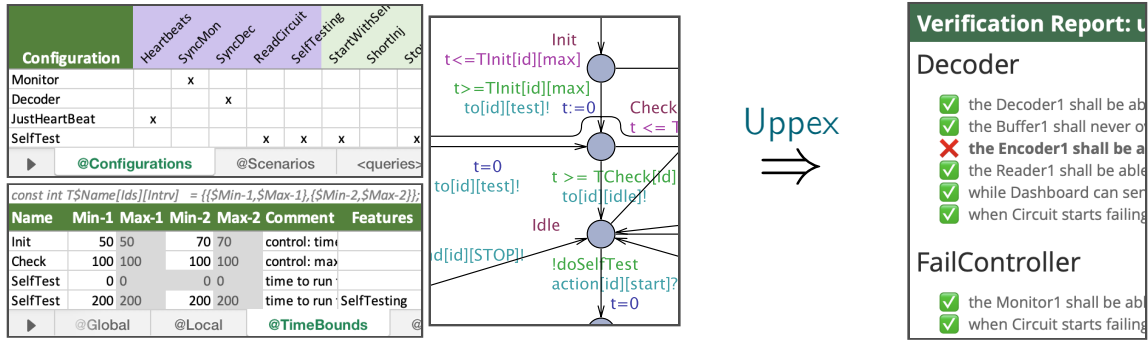 Configuration Heartbeats SyncMon SyncDec ReadCircuit SelfTesting StartWithSelf ShortInj
Monitor x
Decoder x
JustHeartBeat x
SelfTest x x x x
@Configurations @Scenarios <queries>
const int T$Name[Ids][Intrv] = {{$Min-1,$Max-1},{$Min-2,$Max-2}};
Name Min-1 Max-1 Min-2 Max-2 Comment Features
Init 50 50 70 70 control: time
Check 100 100 100 100 control: max
SelfTest 0 0 0 0 time to run
SelfTest 200 200 200 200 time to run SelfTesting
@Global @Local @TimeBounds @
Init
t<=TInit[id][max]
t>=TInit[id][max]
to[id][test]! t:=0
Check
t <= T
t=0
to[id][test]!
t >= TCheck[id]
to[id][idle]!
Idle
d[id][STOP]!
!doSelfTest
action[id][start]?
t=0
Uppex
⇒
Verification Report: u
Decoder
✅ the Decoder1 shall be ab
✅ the Buffer1 shall never o
❌ the Encoder1 shall be a
✅ the Reader1 shall be able
✅ while Dashboard can sen
✅ when Circuit starts failing
FailController
✅ the Monitor1 shall be abl
✅ when Circuit starts failing